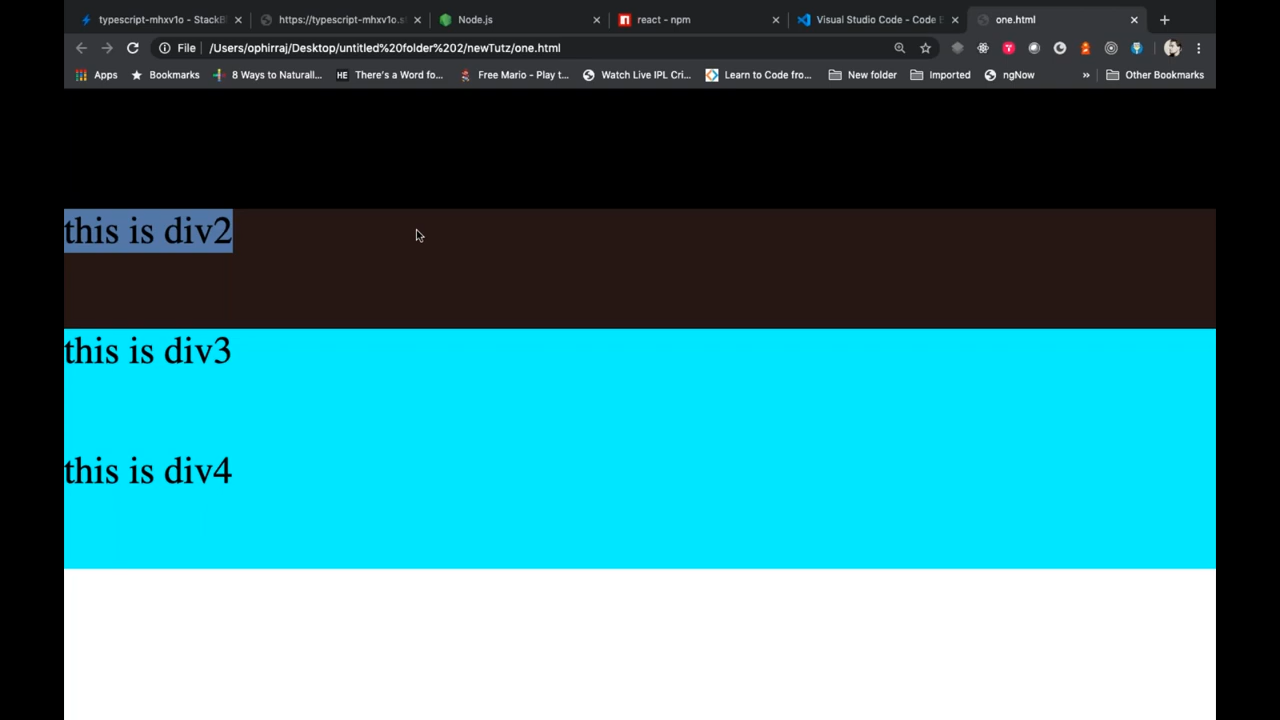 typescript-mhxv1o - StackB
https://typescript-mhxv1o.s
Node.js
react - npm
Visual Studio Code - Code E
one.html
File
/Users/ophirraj/Desktop/untitled%20folder%202/newTutz/one.html
Apps
Bookmarks
8 Ways to Naturall...
HE There's a Word fo...
Free Mario - Play t...
Watch Live IPL Cri...
Learn to Code fro...
New folder
Imported
ngNow
»
Other Bookmarks
this is div2
this is div3
this is div4